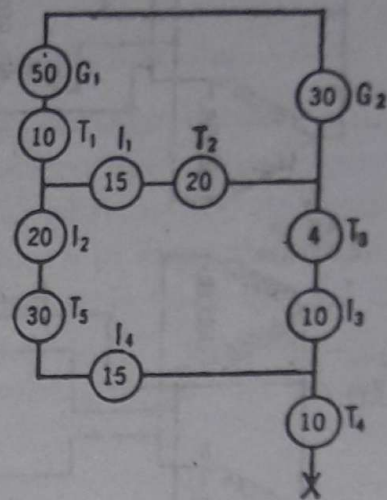 50 G₁
30 G₂
10 T₁
I₁ T₂
15 20
20 I₂
4 T₃
30 T₅
10 I₃
I₄
15
10 T₄
X